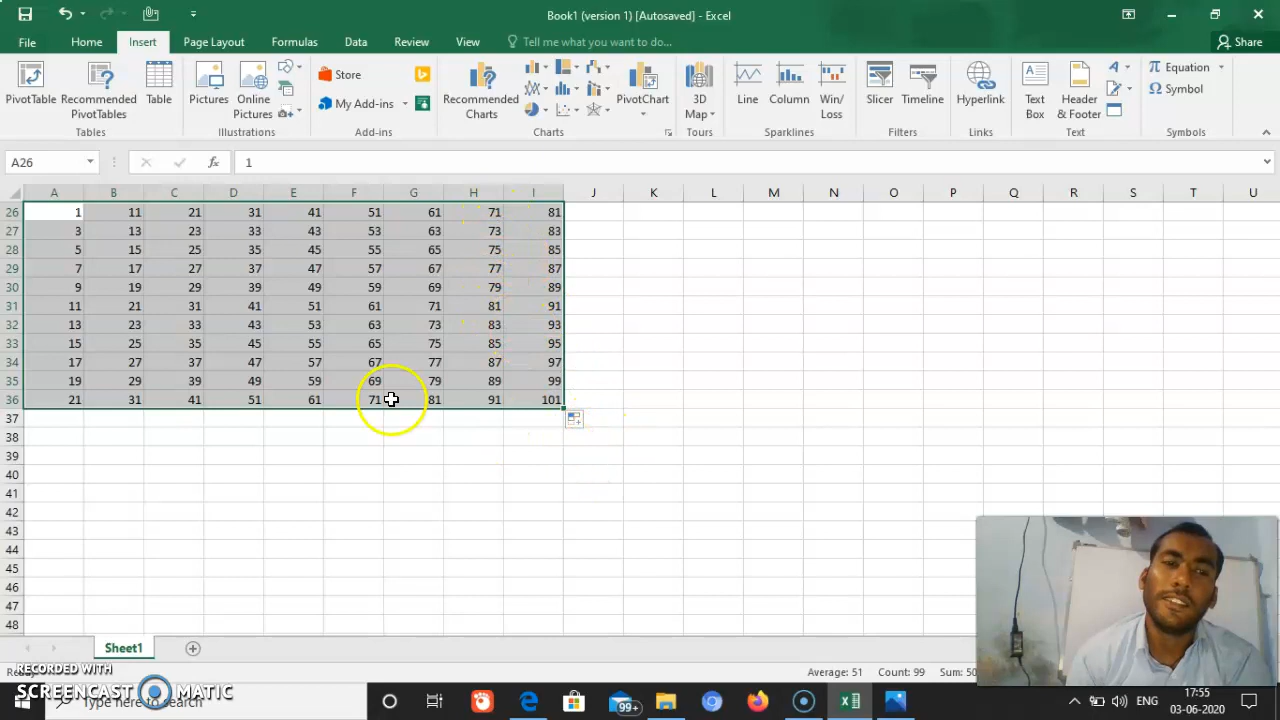 Book1 (version 1) [Autosaved] - Excel
File Home Insert Page Layout Formulas Data Review View Tell me what you want to do... Share
PivotTable Recommended PivotTables Table Pictures Online Pictures Store My Add-ins Recommended Charts PivotChart 3D Map Line Column Win/Loss Slicer Timeline Hyperlink Text Box Header & Footer Equation Symbol
Tables Illustrations Add-ins Charts Tours Sparklines Filters Links Text Symbols
A26 fx 1
A B C D E F G H I J K L M N O P Q R S T U
26 1 11 21 31 41 51 61 71 81
27 3 13 23 33 43 53 63 73 83
28 5 15 25 35 45 55 65 75 85
29 7 17 27 37 47 57 67 77 87
30 9 19 29 39 49 59 69 79 89
31 11 21 31 41 51 61 71 81 91
32 13 23 33 43 53 63 73 83 93
33 15 25 35 45 55 65 75 85 95
34 17 27 37 47 57 67 77 87 97
35 19 29 39 49 59 69 79 89 99
36 21 31 41 51 61 71 81 91 101
37
38
39
40
41
42
43
44
45
46
47
48
Sheet1
RECORDED WITH
SCREENCAST MATIC
Average: 51 Count: 99
Type here to search
99+
ENG
17:55
03-06-2020